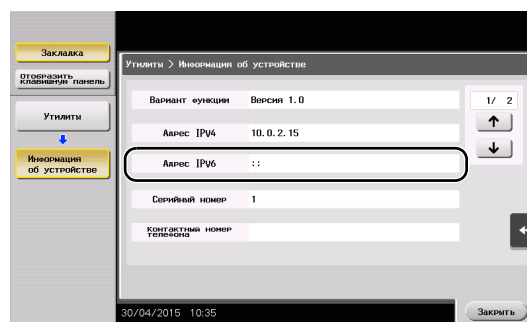 Закладка
Отобразить
клавишную панель
Утилиты
Информация
об устройстве
Утилиты > Информация об устройстве
Вариант функции Версия 1.0
Адрес IPV4 10.0.2.15
Адрес IPV6 ::
Серийный номер 1
Контактный номер
телефона
1/ 2
30/04/2015 10:35
Закрыть